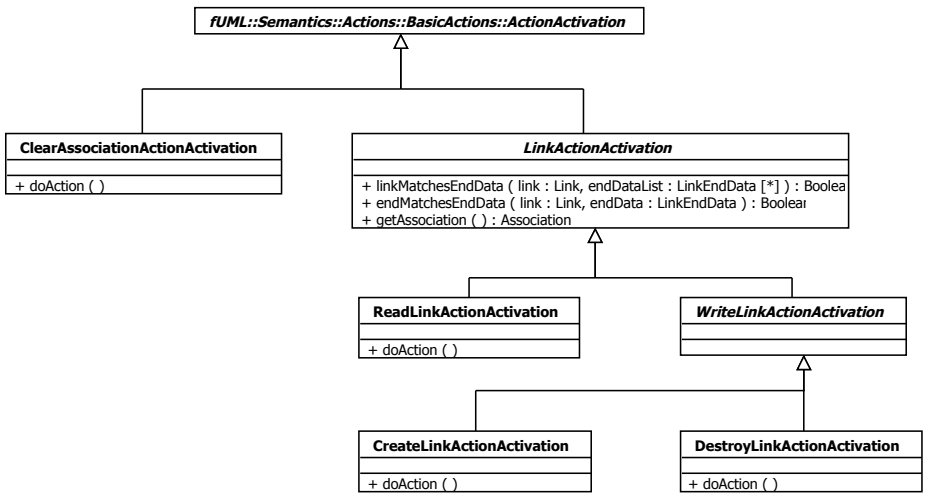 fUML::Semantics::Actions::BasicActions::ActionActivation
ClearAssociationActionActivation
+ doAction ( )
LinkActionActivation
+ linkMatchesEndData ( link : Link, endDataList : LinkEndData [*] ) : Boolea
+ endMatchesEndData ( link : Link, endData : LinkEndData ) : Boolear
+ getAssociation ( ) : Association
ReadLinkActionActivation
+ doAction ( )
WriteLinkActionActivation
CreateLinkActionActivation
+ doAction ( )
DestroyLinkActionActivation
+ doAction ( )